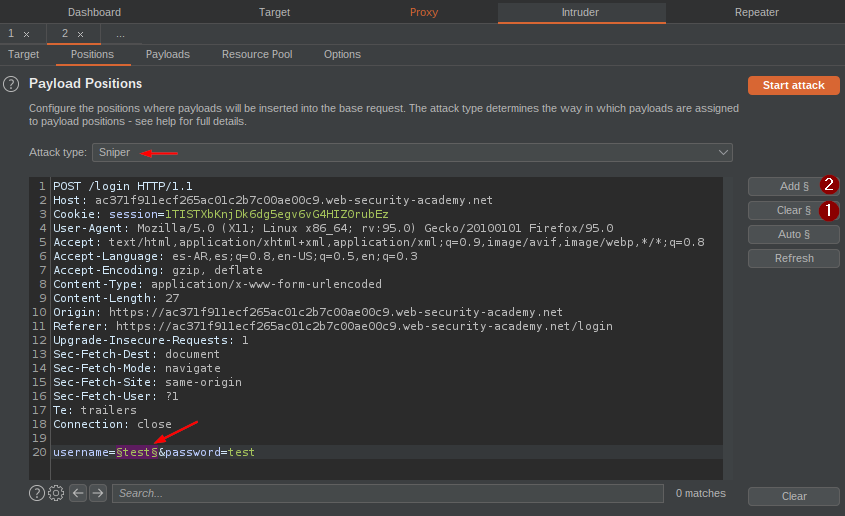 Dashboard Target Proxy Intruder Repeater
1 × 2 × ...
Target Positions Payloads Resource Pool Options
? Payload Positions
Start attack
Configure the positions where payloads will be inserted into the base request. The attack type determines the way in which payloads are assigned
to payload positions - see help for full details.
Attack type: Sniper
1 POST /login HTTP/1.1
2 Host: ac371f911ecf265ac01c2b7c00ae00c9.web-security-academy.net
3 Cookie: session=1TISTXbKnjDk6dg5egv6vG4HIZ0rubEz
4 User-Agent: Mozilla/5.0 (X11; Linux x86_64; rv:95.0) Gecko/20100101 Firefox/95.0
5 Accept: text/html,application/xhtml+xml,application/xml;q=0.9,image/avif,image/webp,*/*;q=0.8
6 Accept-Language: es-AR,es;q=0.8,en-US;q=0.5,en;q=0.3
7 Accept-Encoding: gzip, deflate
8 Content-Type: application/x-www-form-urlencoded
9 Content-Length: 27
10 Origin: https://ac371f911ecf265ac01c2b7c00ae00c9.web-security-academy.net
11 Referer: https://ac371f911ecf265ac01c2b7c00ae00c9.web-security-academy.net/login
12 Upgrade-Insecure-Requests: 1
13 Sec-Fetch-Dest: document
14 Sec-Fetch-Mode: navigate
15 Sec-Fetch-Site: same-origin
16 Sec-Fetch-User: ?1
17 Te: trailers
18 Connection: close
19
20 username=§test§&password=test
Add § 2
Clear § 1
Auto §
Refresh
? Search... 0 matches
Clear